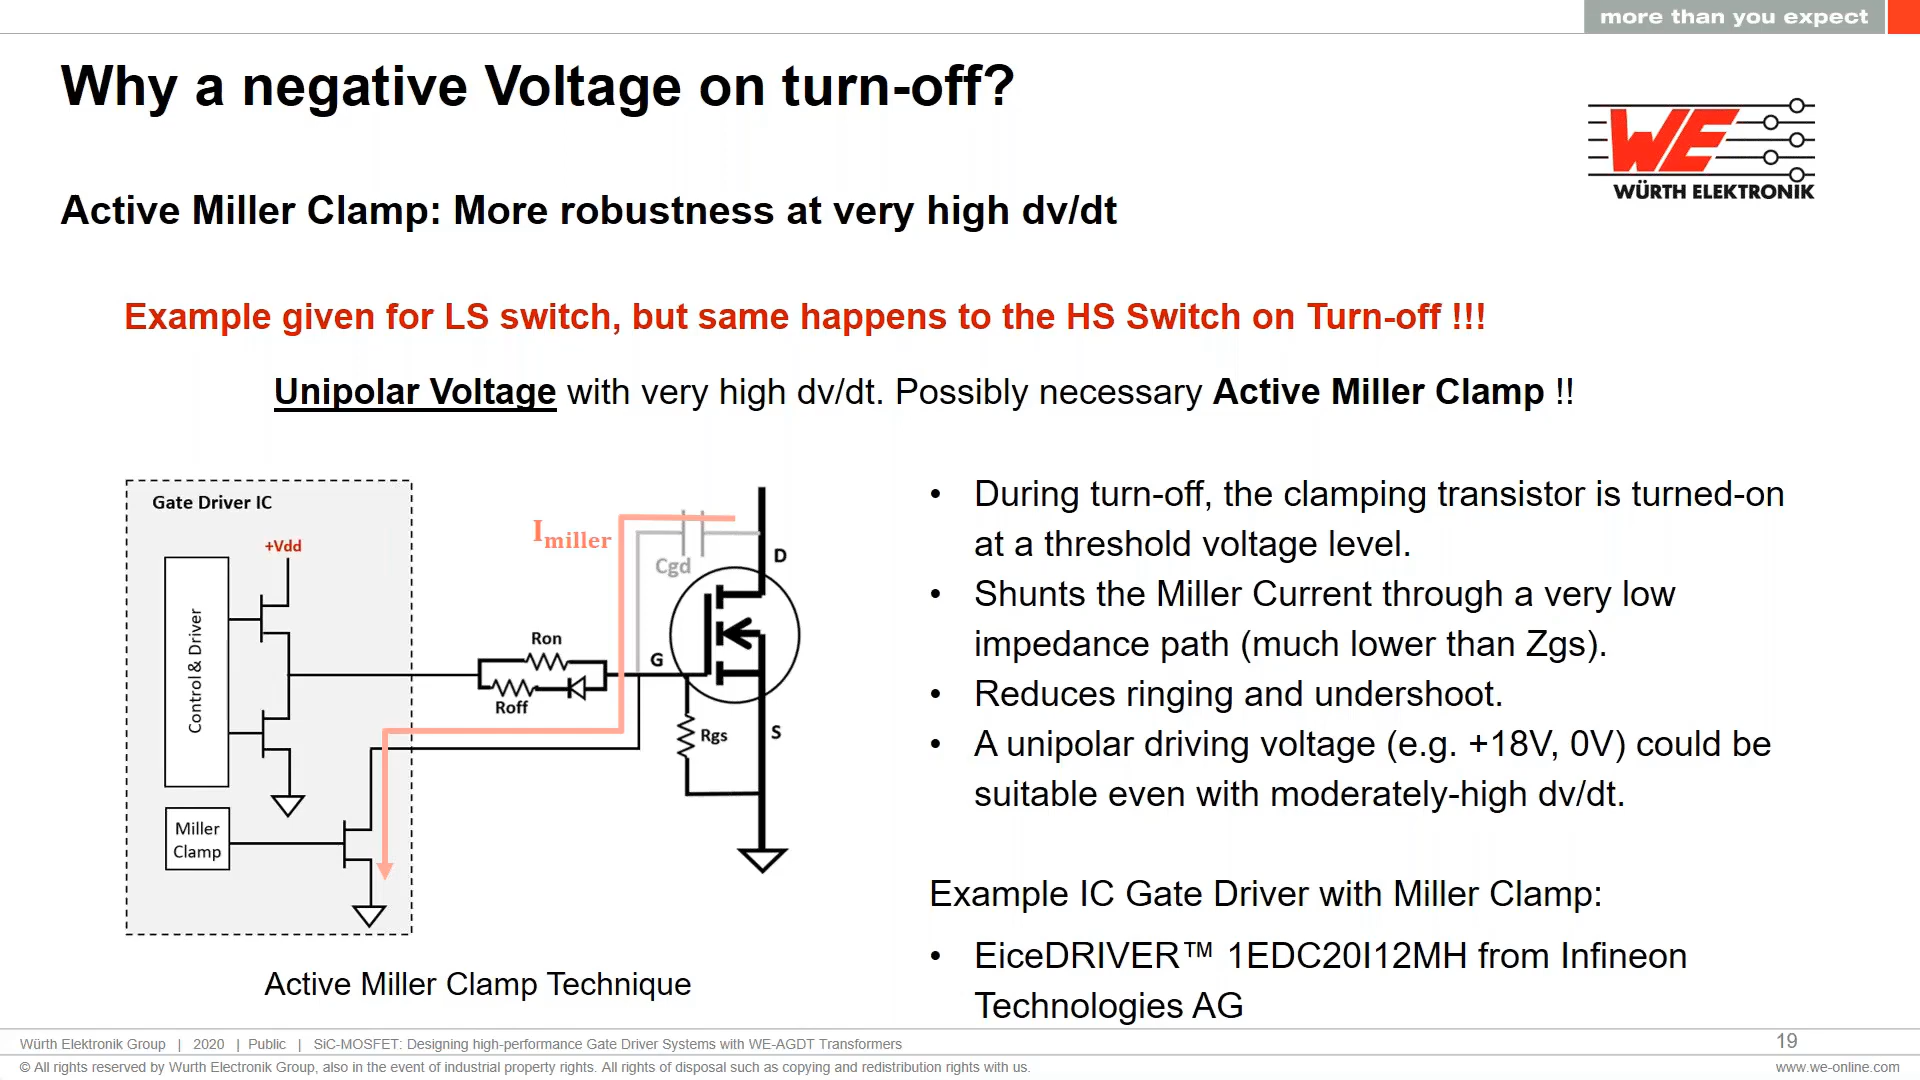 more than you expect
Why a negative Voltage on turn-off?
WE
WÜRTH ELEKTRONIK
Active Miller Clamp: More robustness at very high dv/dt
Example given for LS switch, but same happens to the HS Switch on Turn-off !!!
Unipolar Voltage with very high dv/dt. Possibly necessary Active Miller Clamp !!
Gate Driver IC
+Vdd
Control & Driver
Miller
Clamp
Imiller
Cgd
D
Ron
G
Roff
Rgs
S
Active Miller Clamp Technique
• During turn-off, the clamping transistor is turned-on
at a threshold voltage level.
• Shunts the Miller Current through a very low
impedance path (much lower than Zgs).
• Reduces ringing and undershoot.
• A unipolar driving voltage (e.g. +18V, 0V) could be
suitable even with moderately-high dv/dt.
Example IC Gate Driver with Miller Clamp:
• EiceDRIVER™ 1EDC20I12MH from Infineon
Technologies AG
Würth Elektronik Group | 2020 | Public | SiC-MOSFET: Designing high-performance Gate Driver Systems with WE-AGDT Transformers
19
© All rights reserved by Wurth Electronik Group, also in the event of industrial property rights. All rights of disposal such as copying and redistribution rights with us.
www.we-online.com